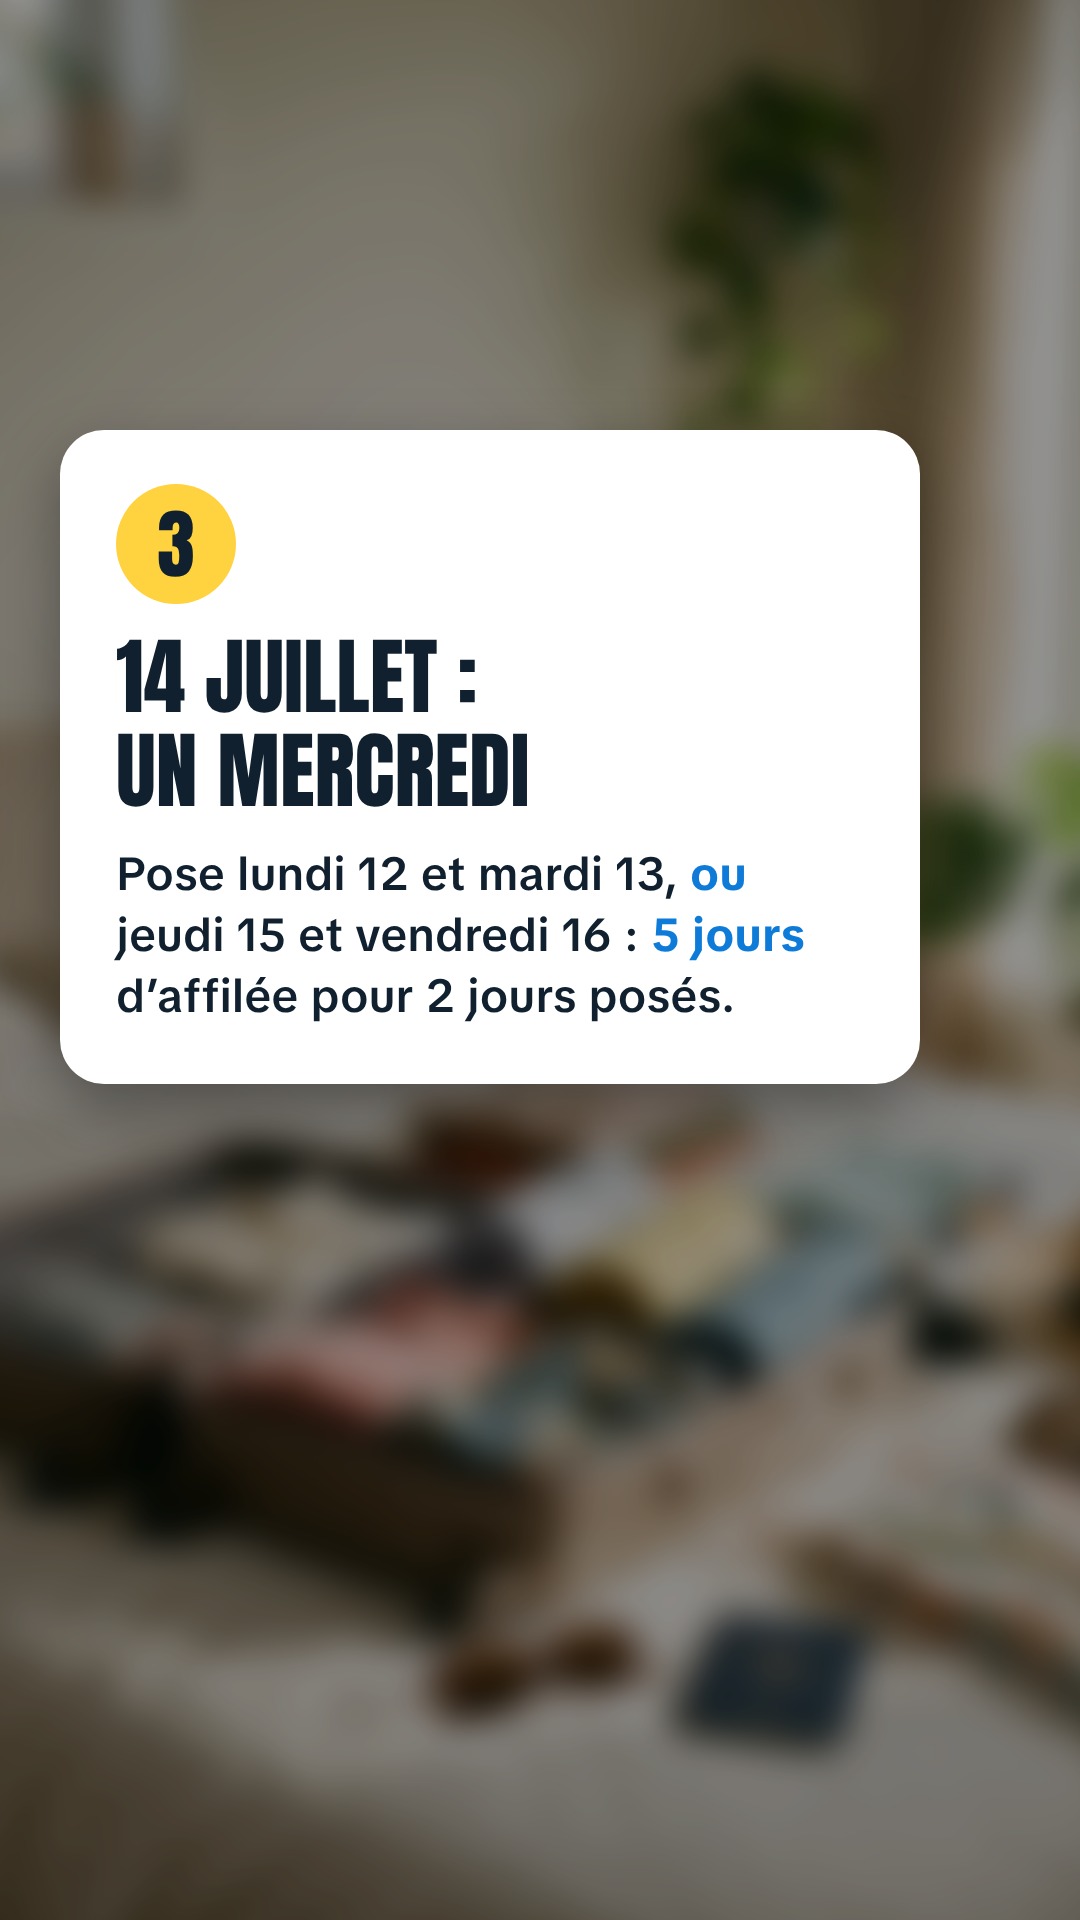 3
14 JUILLET :
UN MERCREDI
Pose lundi 12 et mardi 13, ou
jeudi 15 et vendredi 16 : 5 jours
d’affilée pour 2 jours posés.